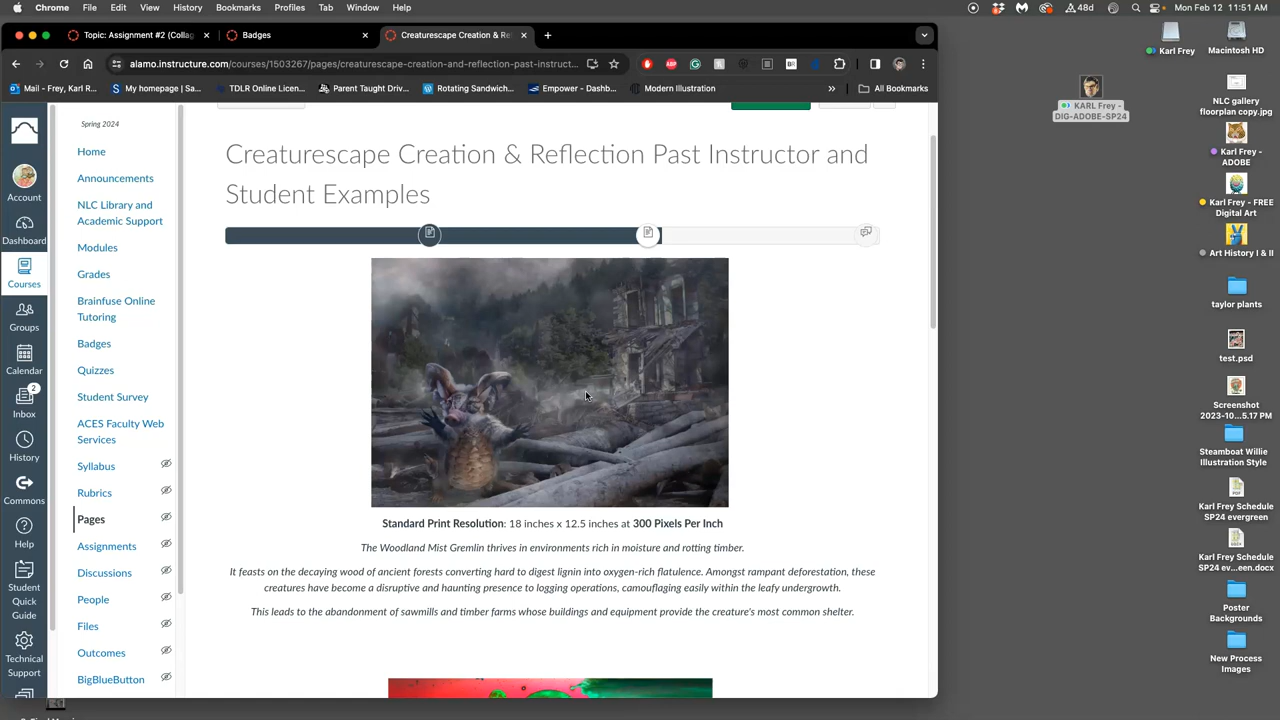 Chrome File Edit View History Bookmarks Profiles Tab Window Help 48d Mon Feb 12 11:51 AM
Topic: Assignment #2 (Collag
Badges
Creaturescape Creation & Re
alamo.instructure.com/courses/1503267/pages/creaturescape-creation-and-reflection-past-instruct...
Mail - Frey, Karl R...
My homepage | Sa...
TDLR Online Licen...
Parent Taught Driv...
Rotating Sandwich...
Empower - Dashb...
Modern Illustration
All Bookmarks
Account
Dashboard
Courses
Groups
Calendar
2
Inbox
History
Commons
Help
Student
Quick
Guide
Technical
Support
Spring 2024
Home
Announcements
NLC Library and
Academic Support
Modules
Grades
Brainfuse Online
Tutoring
Badges
Quizzes
Student Survey
ACES Faculty Web
Services
Syllabus
Rubrics
Pages
Assignments
Discussions
People
Files
Outcomes
BigBlueButton
Creaturescape Creation & Reflection Past Instructor and
Student Examples
Standard Print Resolution: 18 inches x 12.5 inches at 300 Pixels Per Inch
The Woodland Mist Gremlin thrives in environments rich in moisture and rotting timber.
It feasts on the decaying wood of ancient forests converting hard to digest lignin into oxygen-rich flatulence. Amongst rampant deforestation, these
creatures have become a disruptive and haunting presence to logging operations, camouflaging easily within the leafy undergrowth.
This leads to the abandonment of sawmills and timber farms whose buildings and equipment provide the creature's most common shelter.
Karl Frey
Macintosh HD
KARL Frey -
DIG-ADOBE-SP24
NLC gallery
floorplan copy.jpg
Karl Frey -
ADOBE
Karl Frey - FREE
Digital Art
Art History I & II
taylor plants
test.psd
Screenshot
2023-10...5.17 PM
Steamboat Willie
Illustration Style
Karl Frey Schedule
SP24 evergreen
Karl Frey Schedule
SP24 ev...een.docx
Poster
Backgrounds
New Process
Images